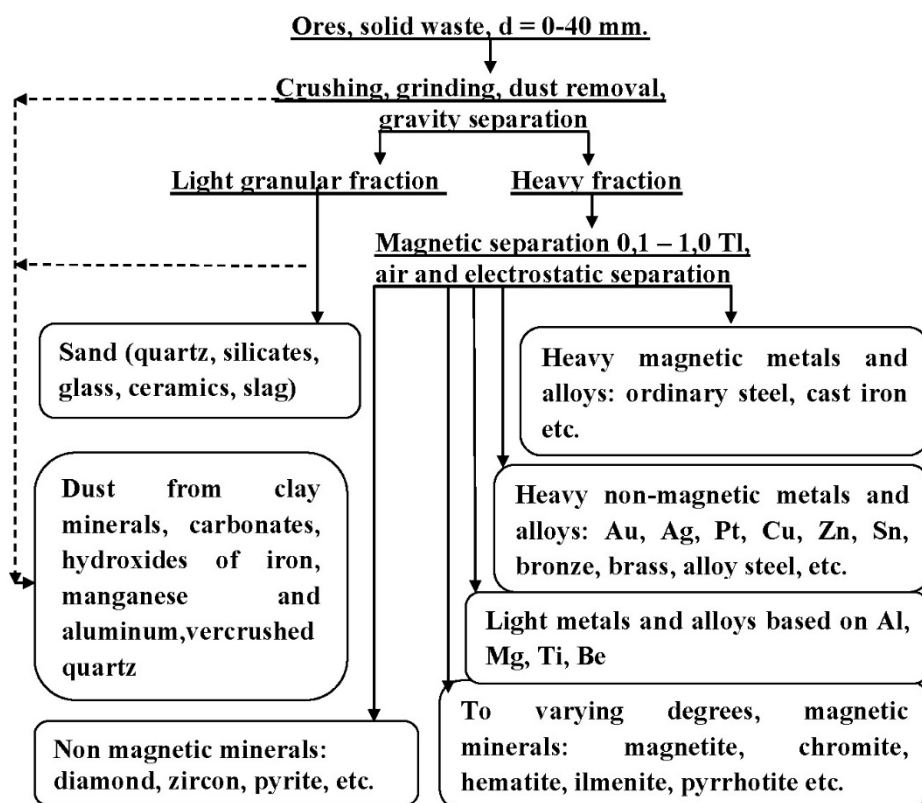 Ores, solid waste, d = 0-40 mm.
Crushing, grinding, dust removal,
gravity separation
Light granular fraction
Heavy fraction
Magnetic separation 0,1 – 1,0 Tl,
air and electrostatic separation
Sand (quartz, silicates,
glass, ceramics, slag)
Heavy magnetic metals and
alloys: ordinary steel, cast iron
etc.
Dust from clay
minerals, carbonates,
hydroxides of iron,
manganese and
aluminum,vercrushed
quartz
Heavy non-magnetic metals and
alloys: Au, Ag, Pt, Cu, Zn, Sn,
bronze, brass, alloy steel, etc.
Light metals and alloys based on Al,
Mg, Ti, Be
Non magnetic minerals:
diamond, zircon, pyrite, etc.
To varying degrees, magnetic
minerals: magnetite, chromite,
hematite, ilmenite, pyrrhotite etc.